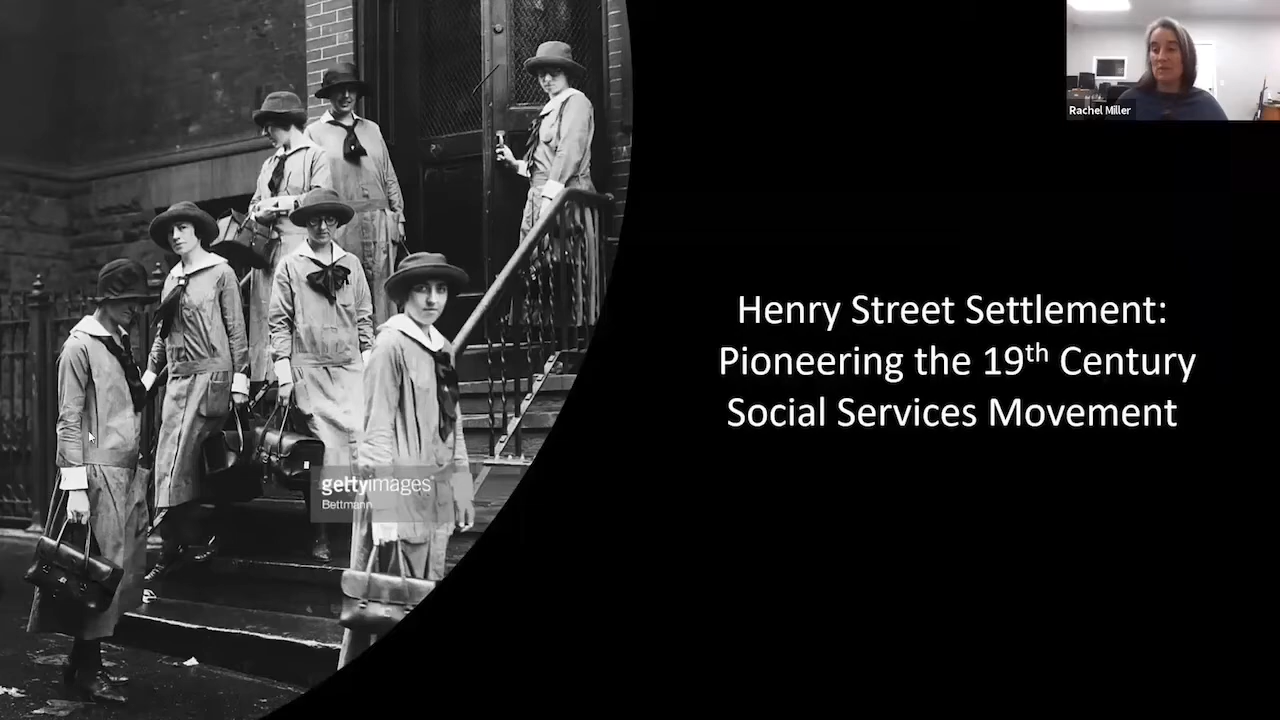 Rachel Miller
Henry Street Settlement:
Pioneering the 19th Century
Social Services Movement
gettyimages
Bettmann